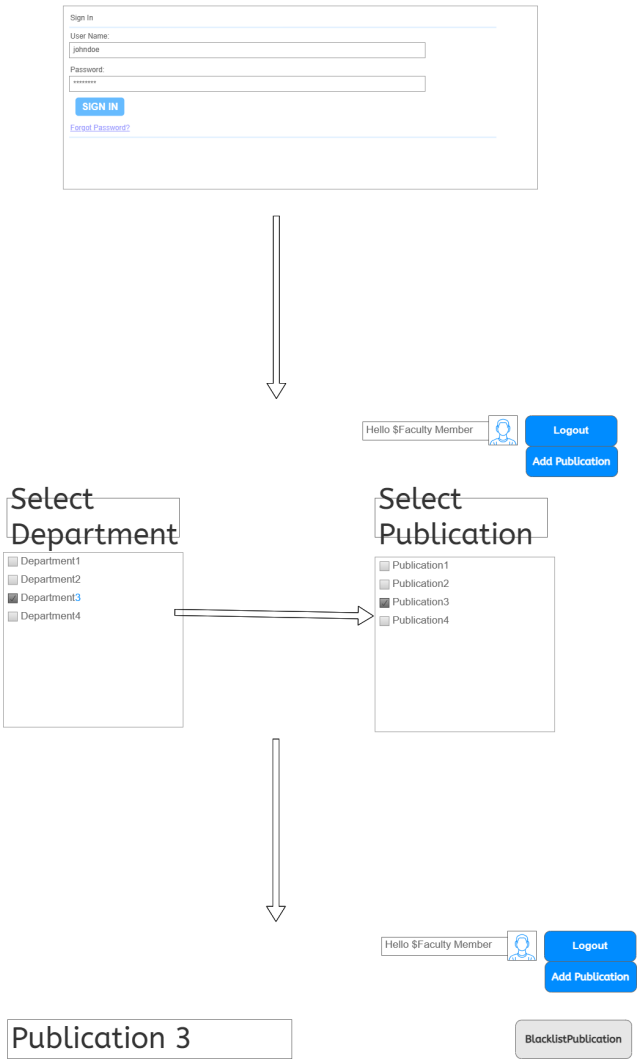 Sign In
User Name:
johndoe
Password:
********
SIGN IN
Forgot Password?
Hello $Faculty Member
Logout
Add Publication
Select
Department
Select
Publication
Department1
Department2
Department3
Department4
Publication1
Publication2
Publication3
Publication4
Hello $Faculty Member
Logout
Add Publication
Publication 3
BlacklistPublication